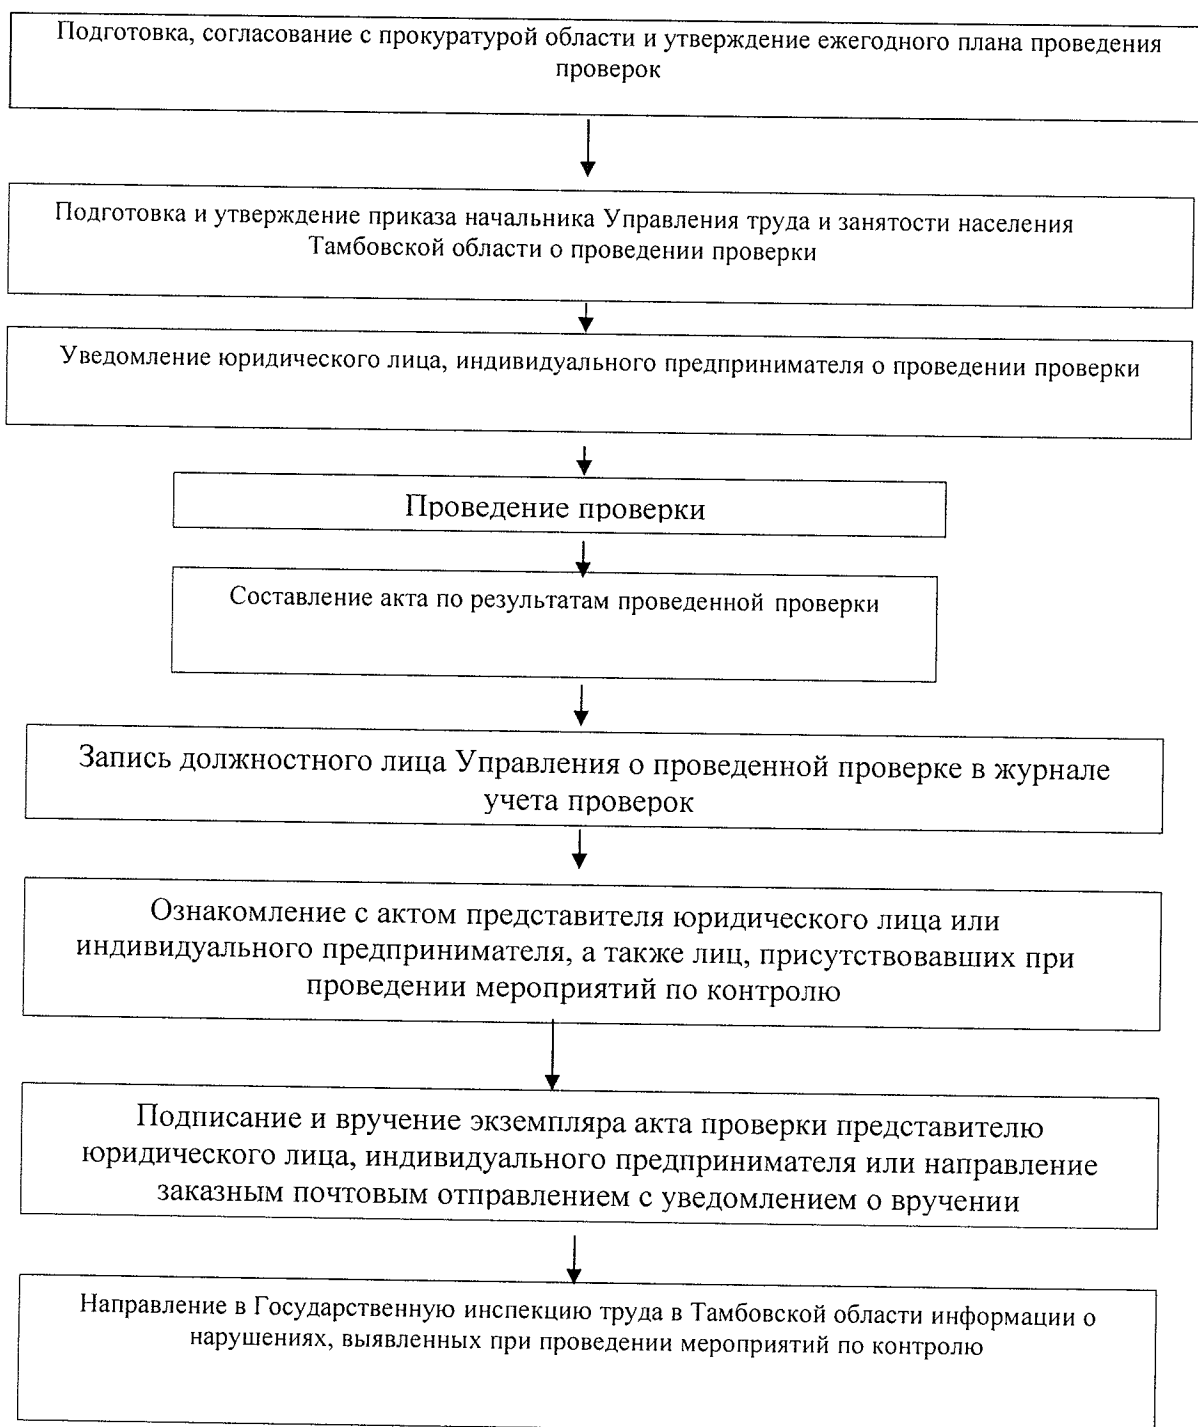 Подготовка, согласование с прокуратурой области и утверждение ежегодного плана проведения
проверок
Подготовка и утверждение приказа начальника Управления труда и занятости населения
Тамбовской области о проведении проверки
Уведомление юридического лица, индивидуального предпринимателя о проведении проверки
Проведение проверки
Составление акта по результатам проведенной проверки
Запись должностного лица Управления о проведенной проверке в журнале
учета проверок
Ознакомление с актом представителя юридического лица или
индивидуального предпринимателя, а также лиц, присутствовавших при
проведении мероприятий по контролю
Подписание и вручение экземпляра акта проверки представителю
юридического лица, индивидуального предпринимателя или направление
заказным почтовым отправлением с уведомлением о вручении
Направление в Государственную инспекцию труда в Тамбовской области информации о
нарушениях, выявленных при проведении мероприятий по контролю